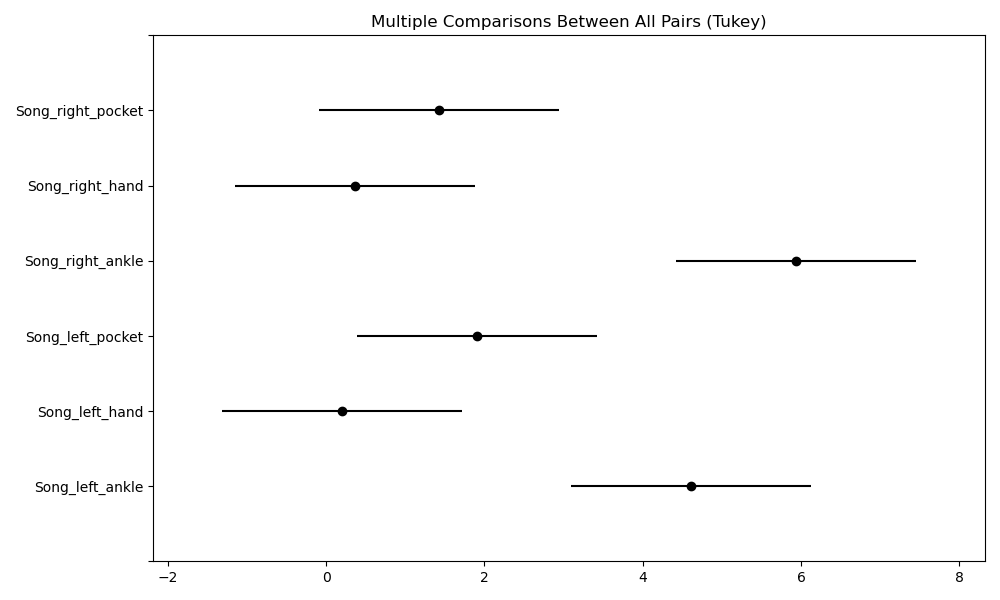 Multiple Comparisons Between All Pairs (Tukey)
Song_right_pocket
Song_right_hand
Song_right_ankle
Song_left_pocket
Song_left_hand
Song_left_ankle
−2 0 2 4 6 8